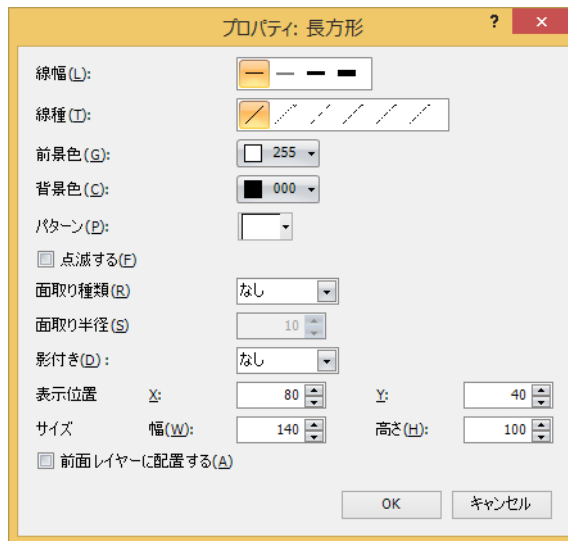 プロパティ: 長方形
線幅(L):
線種(T):
前景色(G): 255
背景色(C): 000
パターン(P):
点滅する(F)
面取り種類(R) なし
面取り半径(S) 10
影付き(D): なし
表示位置 X: 80 Y: 40
サイズ 幅(W): 140 高さ(H): 100
前面レイヤーに配置する(A)
OK キャンセル